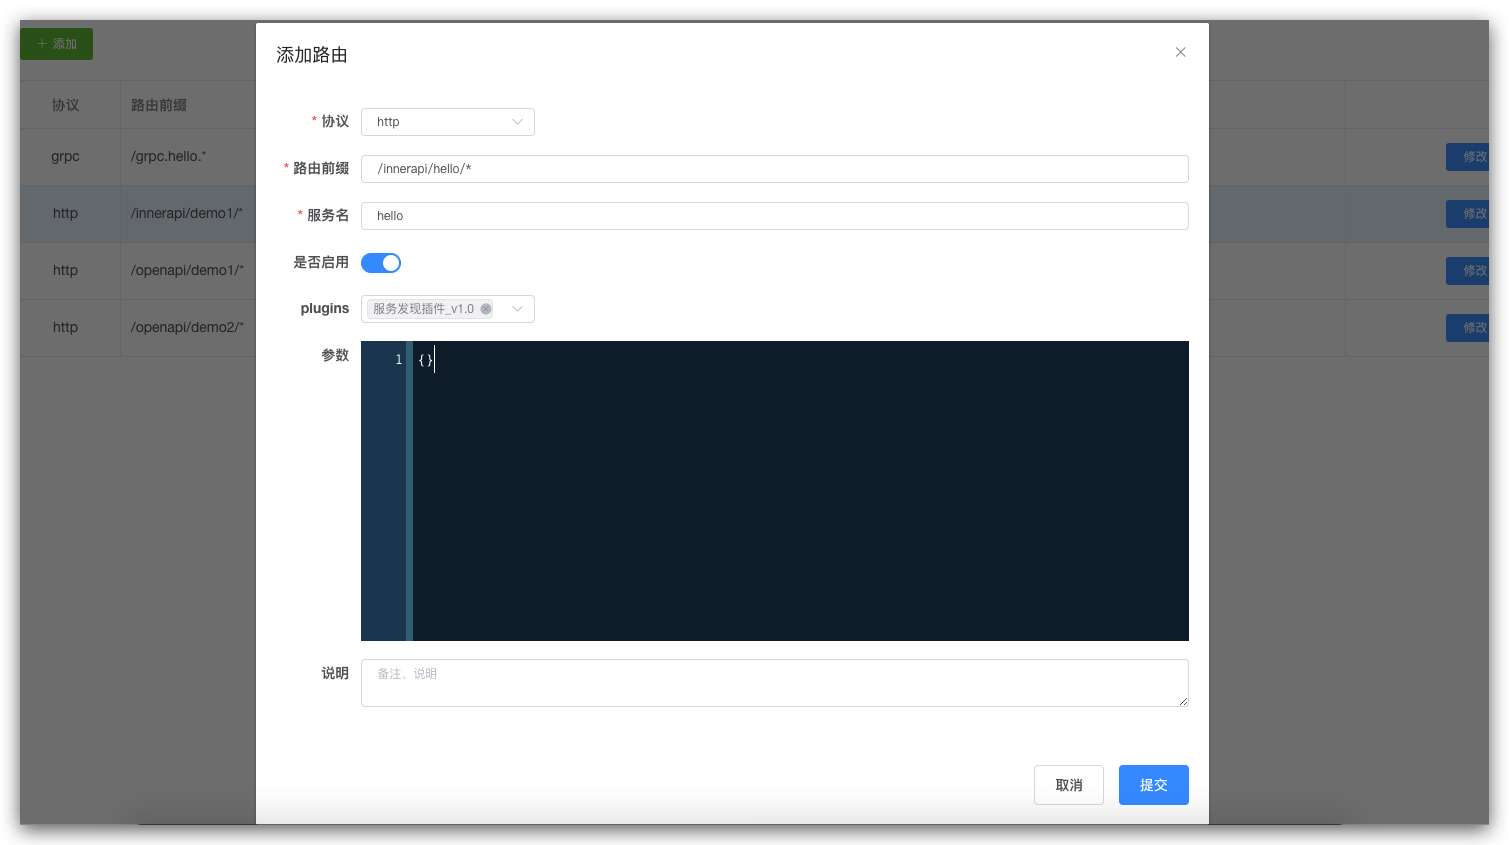 + 添加
协议 路由前缀
grpc /grpc.hello.* 修改
http /innerapi/demo1/* 修改
http /openapi/demo1/* 修改
http /openapi/demo2/* 修改
添加路由
* 协议 http
* 路由前缀 /innerapi/hello/*
* 服务名 hello
是否启用
plugins 服务发现插件_v1.0
参数 1 {}
说明 备注、说明
取消 提交